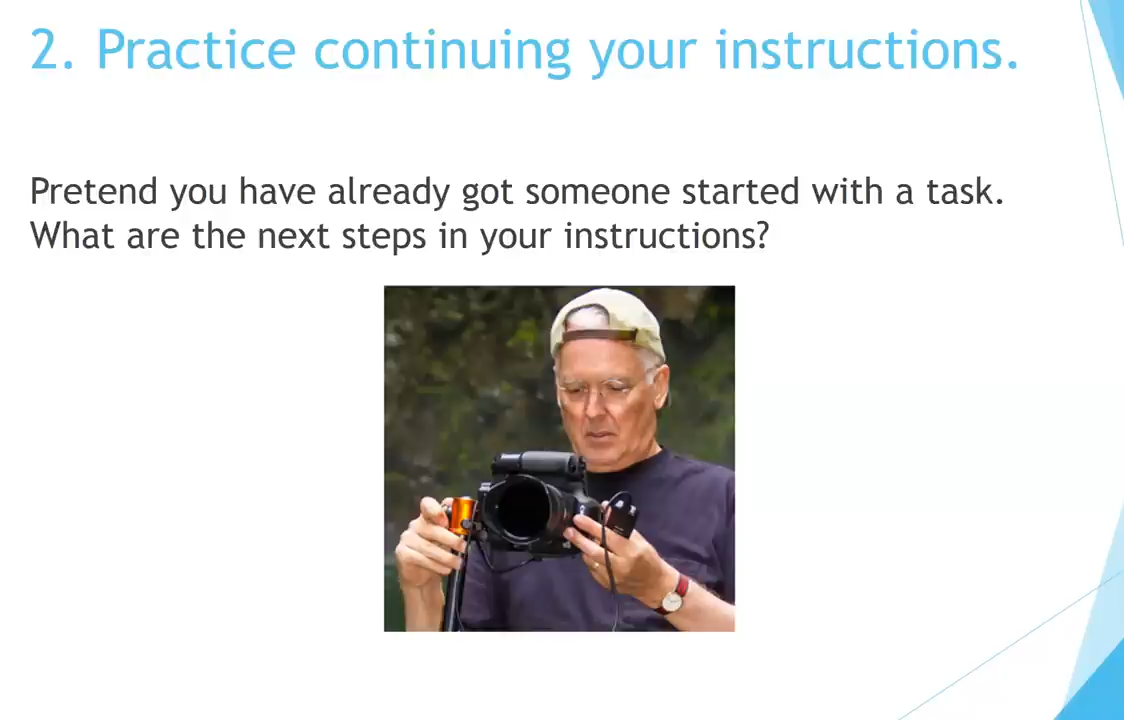 2. Practice continuing your instructions.
Pretend you have already got someone started with a task.
What are the next steps in your instructions?